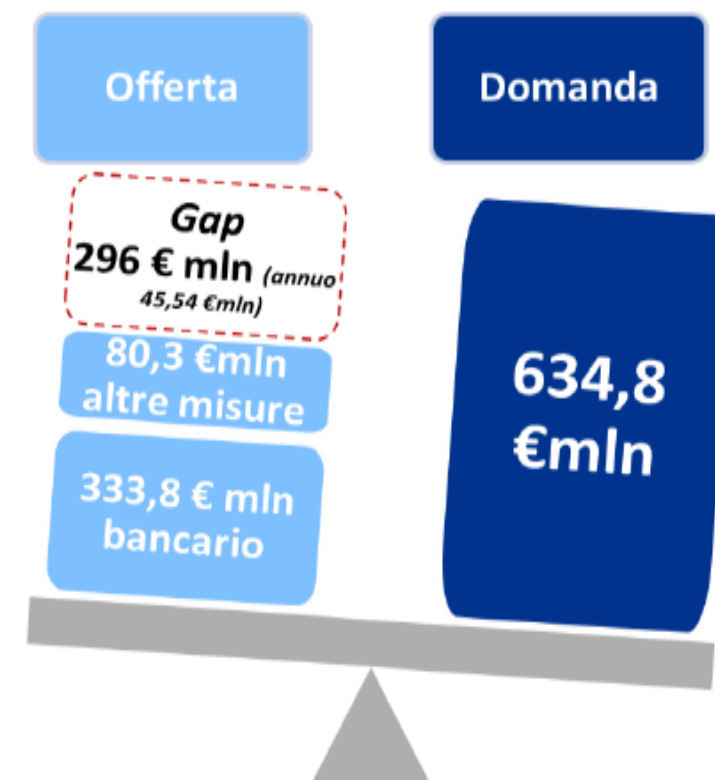 Offerta
Domanda
Gap
296 € mln (annuo
45,54 €mln)
80,3 €mln
altre misure
333,8 € mln
bancario
634,8
€mln